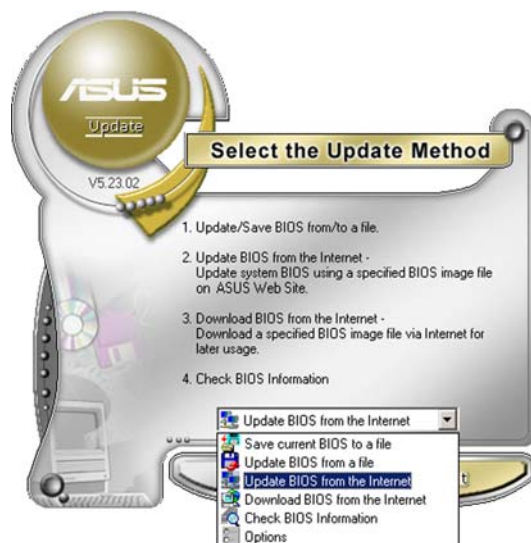 ASUS
Update
V5.23.02
Select the Update Method
1. Update/Save BIOS from/to a file.
2. Update BIOS from the Internet -
Update system BIOS using a specified BIOS image file
on ASUS Web Site.
3. Download BIOS from the Internet -
Download a specified BIOS image file via Internet for
later usage.
4. Check BIOS Information
Update BIOS from the Internet
Save current BIOS to a file
Update BIOS from a file
Update BIOS from the Internet
Download BIOS from the Internet
Check BIOS Information
Options